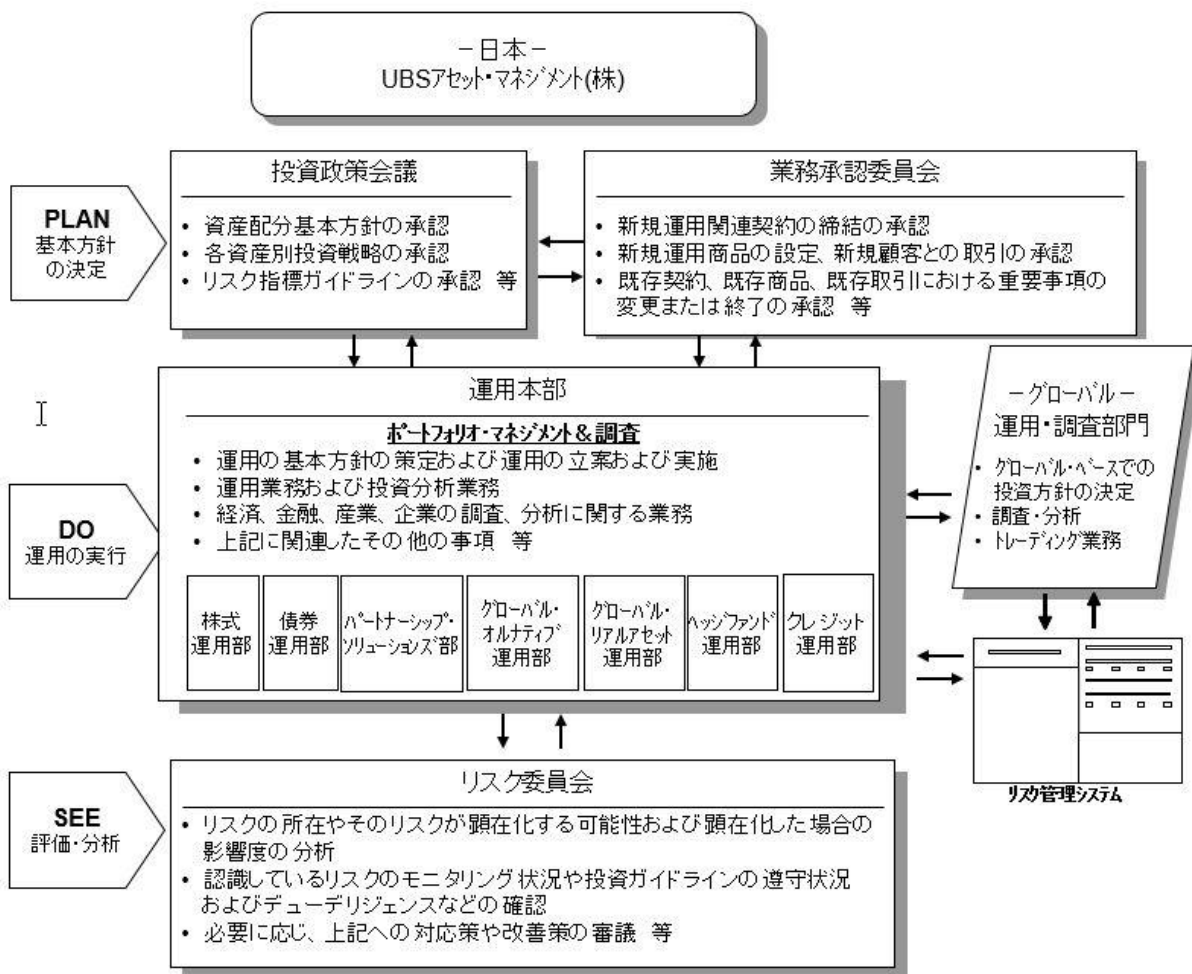 －日本－
UBSアセット・マネジメント(株)
PLAN
基本方針
の決定
投資政策会議
• 資産配分基本方針の承認
• 各資産別投資戦略の承認
• リスク指標ガイドラインの承認 等
業務承認委員会
• 新規運用関連契約の締結の承認
• 新規運用商品の設定、新規顧客との取引の承認
• 既存契約、既存商品、既存取引における重要事項の
変更または終了の承認 等
DO
運用の実行
運用本部
ポートフォリオ・マネジメント＆調査
• 運用の基本方針の策定および運用の立案および実施
• 運用業務および投資分析業務
• 経済、金融、産業、企業の調査、分析に関する業務
• 上記に関連したその他の事項 等
株式
運用部
債券
運用部
パートナーシップ・
ソリューションズ部
グローバル・
オルナティブ
運用部
グローバル・
リアルアセット
運用部
ヘッジファンド
運用部
クレジット
運用部
－グローバル－
運用・調査部門
• グローバル・ベースでの
投資方針の決定
• 調査・分析
• トレーディング業務
リスク管理システム
SEE
評価・分析
リスク委員会
• リスクの所在やそのリスクが顕在化する可能性および顕在化した場合の
影響度の分析
• 認識しているリスクのモニタリング状況や投資ガイドラインの遵守状況
およびデューデリジェンスなどの確認
• 必要に応じ、上記への対応策や改善策の審議 等